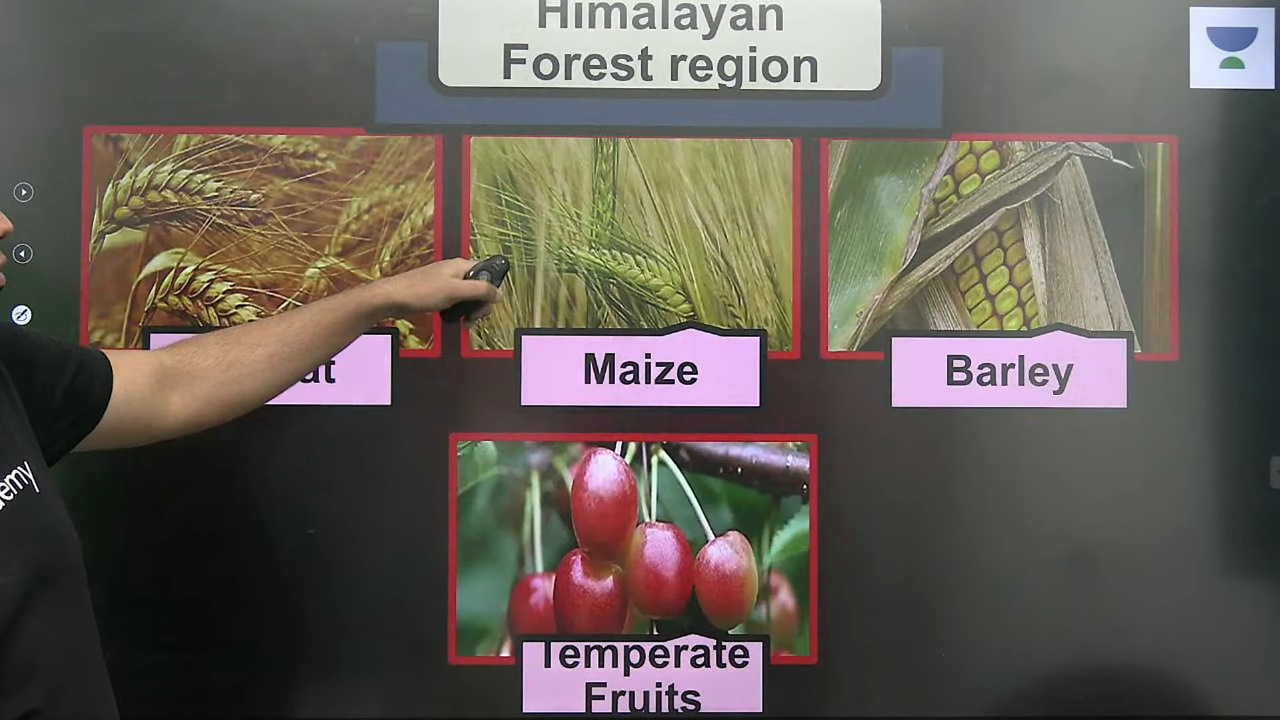 Himalayan
Forest region
Maize
Barley
Temperate
Fruits